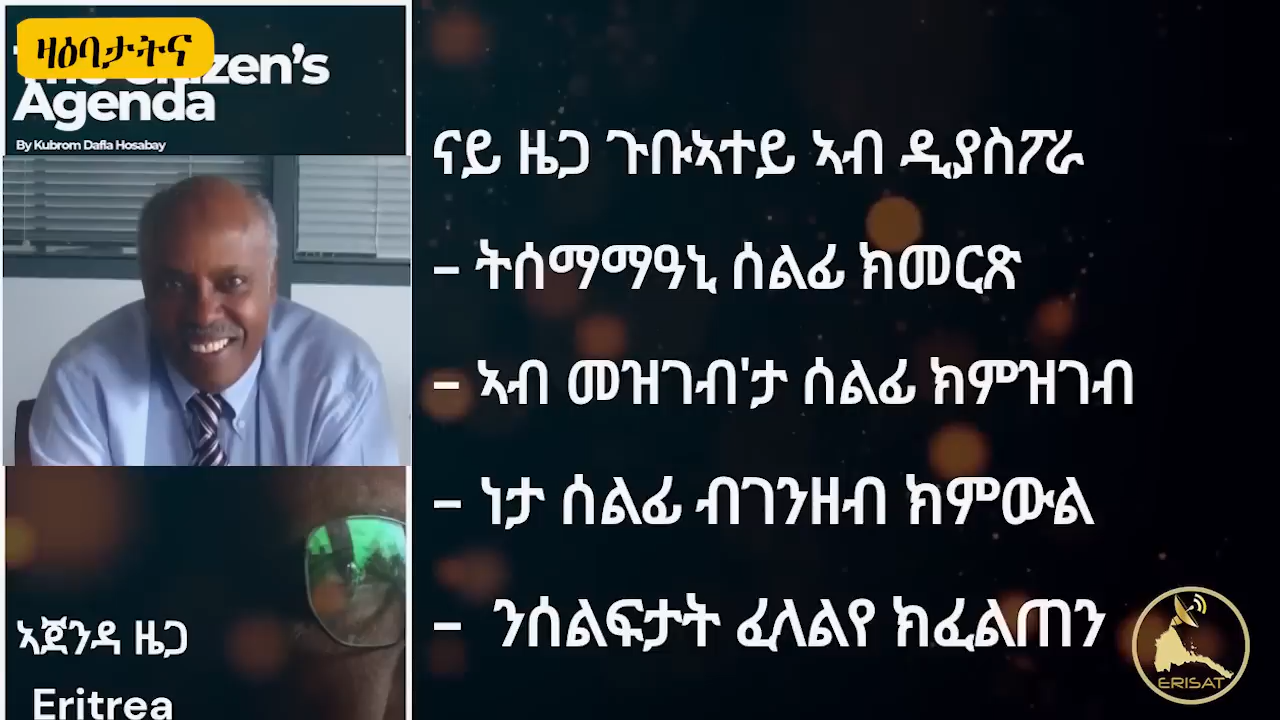 ዛዕባታትና
The Citizen's
Agenda
By Kubrom Dafla Hosabay
ናይ ዜጋ ጉቡኣተይ ኣብ ዲያስፖራ
– ትሰማማዓኒ ሰልፊ ክመርጽ
– ኣብ መዝገብ'ታ ሰልፊ ክምዝገብ
– ነታ ሰልፊ ብገንዘብ ክምውል
– ንሰልፍታት ፈላልየ ክፈልጠን
ኣጀንዳ ዜጋ
Eritrea
ERISAT